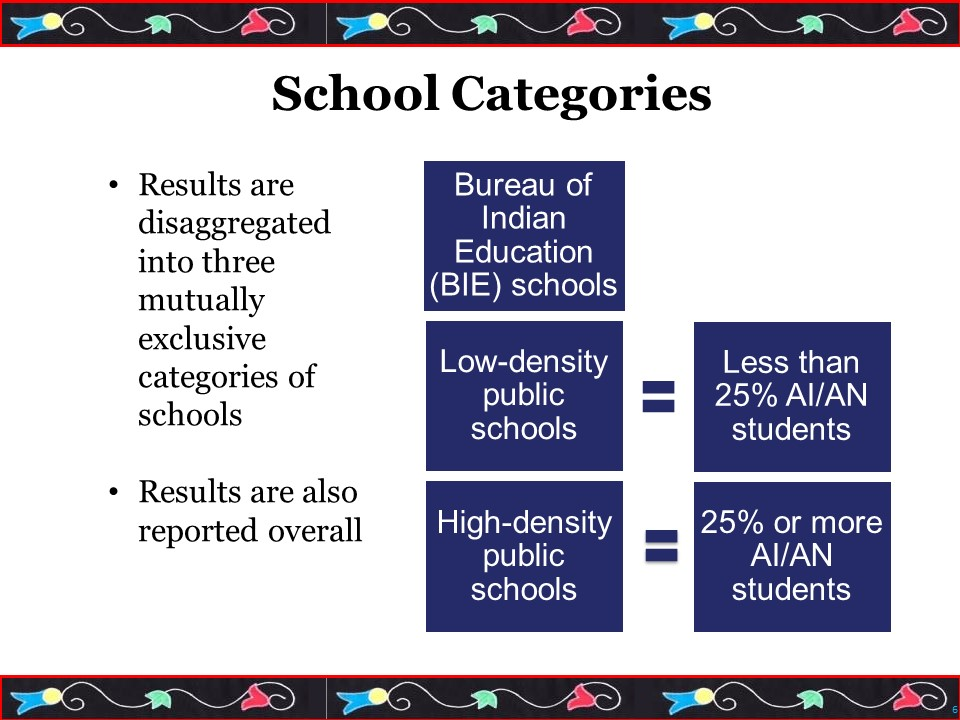 School Categories
• Results are
disaggregated
into three
mutually
exclusive
categories of
schools
• Results are also
reported overall
Bureau of
Indian
Education
(BIE) schools
Low-density
public
schools
=
Less than
25% AI/AN
students
High-density
public
schools
=
25% or more
AI/AN
students
6